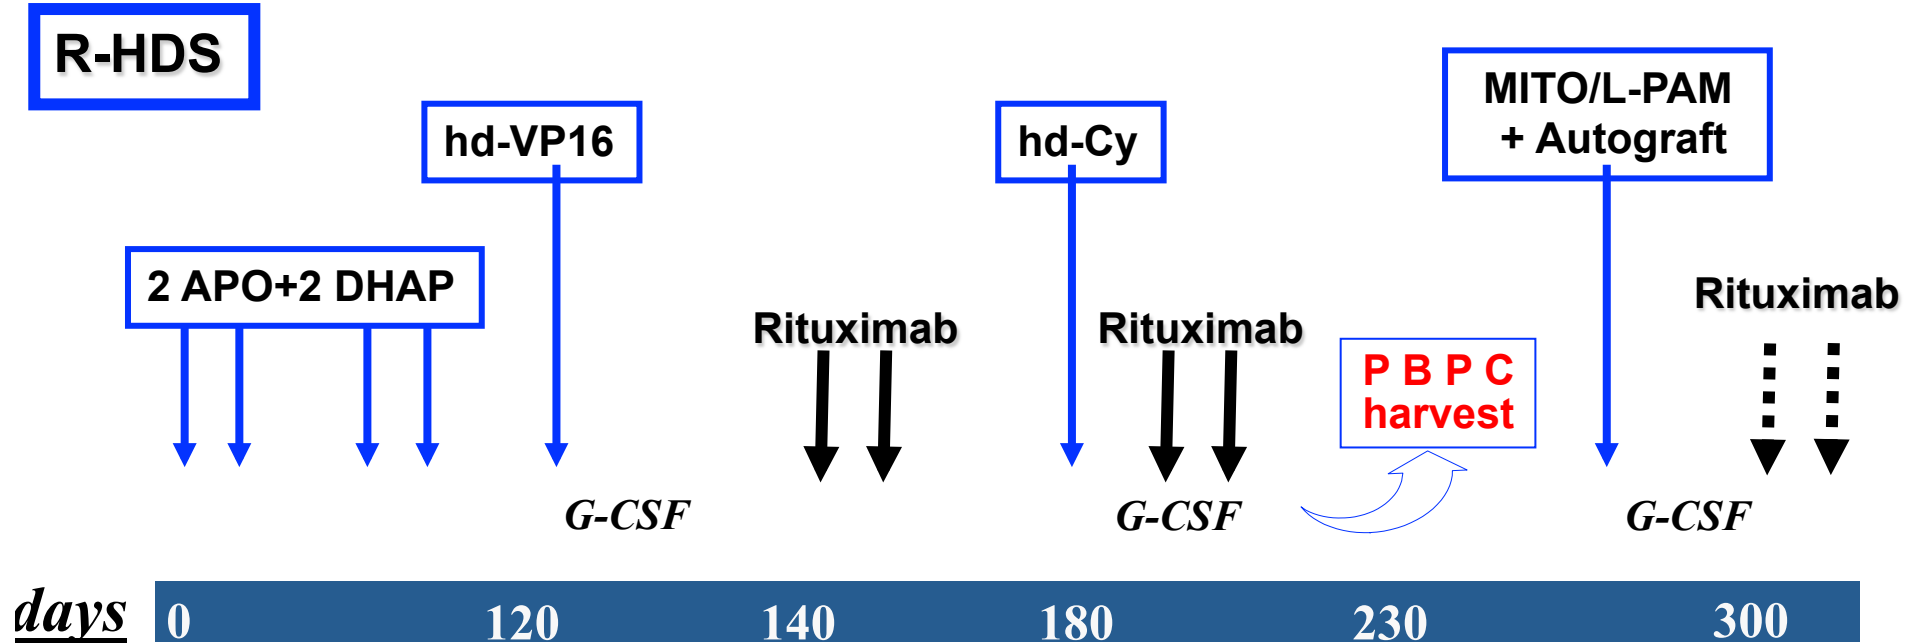 R-HDS
hd-VP16
hd-Cy
MITO/L-PAM
+ Autograft
2 APO+2 DHAP
Rituximab
Rituximab
Rituximab
P B P C
harvest
G-CSF
G-CSF
G-CSF
days 0 120 140 180 230 300